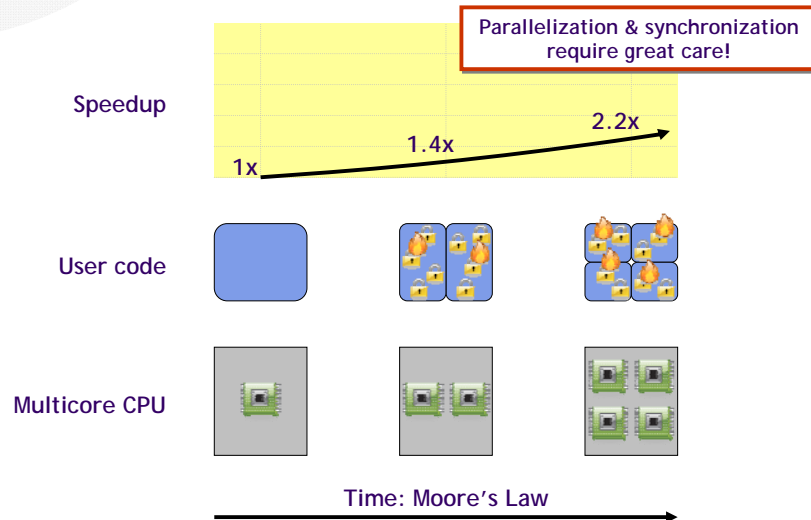 Parallelization & synchronization
require great care!
Speedup
1x
1.4x
2.2x
User code
Multicore CPU
Time: Moore's Law